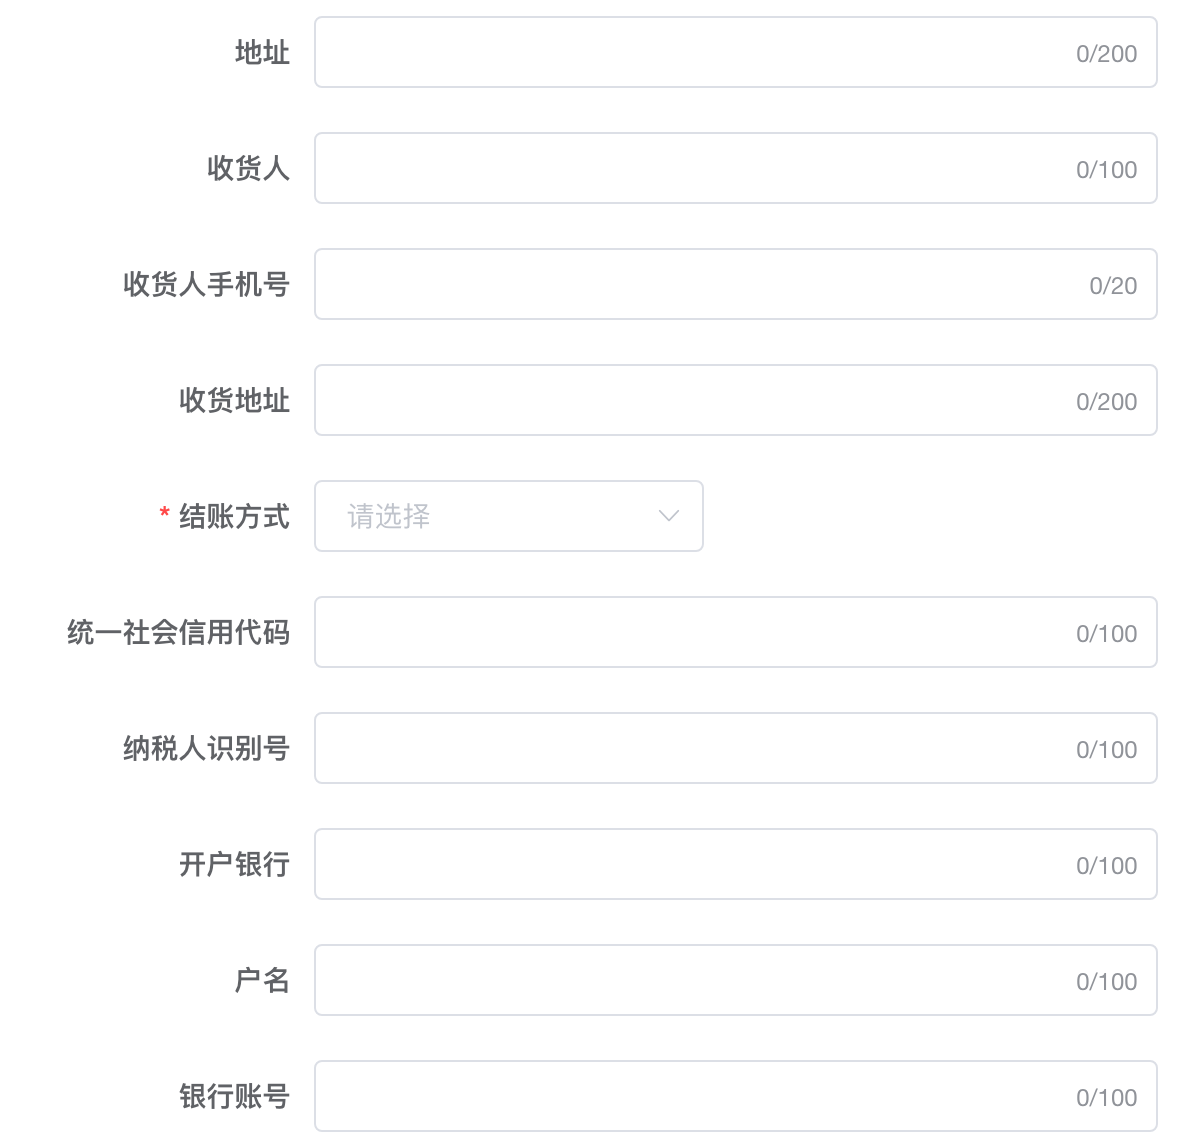 地址 0/200
收货人 0/100
收货人手机号 0/20
收货地址 0/200
* 结账方式 请选择
统一社会信用代码 0/100
纳税人识别号 0/100
开户银行 0/100
户名 0/100
银行账号 0/100